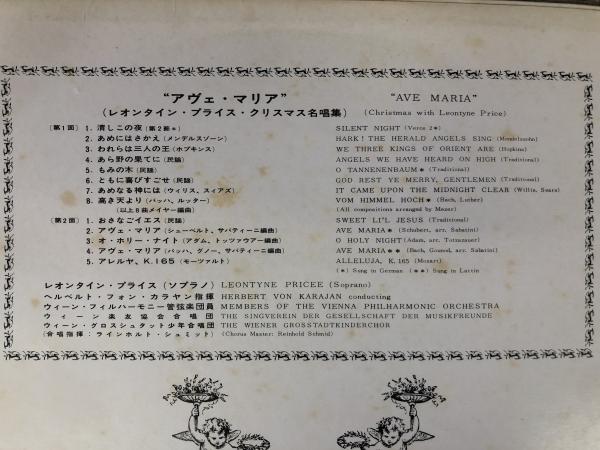 “アヴェ・マリア” “AVE MARIA”
(レオンタイン・プライス・クリスマス名唱集) (Christmas with Leontyne Price)
(第1面) 1. 清しこの夜 (第2節*) SILENT NIGHT (Verse 2*)
2. あめにはさかえ (メンデルスゾーン) HARK! THE HERALD ANGELS SING (Mendelssohn)
3. われらは三人の王 (ホプキンス) WE THREE KINGS OF ORIENT ARE (Hopkins)
4. あら野の果てに (民謡) ANGELS WE HAVE HEARD ON HIGH (Traditional)
5. もみの木 (民謡) O TANNENBAUM* (Traditional)
6. ともに喜びすごせ (民謡) GOD REST YE MERRY, GENTLEMEN (Traditional)
7. あめなる神には (ウィリス, スィアズ) IT CAME UPON THE MIDNIGHT CLEAR (Willis, Sears)
8. 高き天より (バッハ, ルッター) VOM HIMMEL HOCH* (Bach, Luther)
(以上8曲メイヤー編曲) (All compositions arranged by Meyer)
(第2面) 1. おさなごイエス (民謡) SWEET LI'L JESUS (Traditional)
2. アヴェ・マリア (シューベルト, サバティーニ編曲) AVE MARIA* (Schubert, arr. Sabatini)
3. オ・ホリー・ナイト (アダム, トッツァウアー編曲) O HOLY NIGHT (Adam, arr. Totzauer)
4. アヴェ・マリア (バッハ, グノー, サバティーニ編曲) AVE MARIA** (Bach, Gounod, arr. Sabatini)
5. アレルヤ, K.165 (モーツァルト) ALLELUJA, K.165 (Mozart)
(*) Sung in German (**) Sung in Lattin
レオンタイン・プライス (ソプラノ) LEONTYNE PRICEE (Soprano)
ヘルベルト・フォン・カラヤン指揮 HERBERT VON KARAJAN conducting
ウィーン・フィルハーモニー管弦楽団員 MEMBERS OF THE VIENNA PHILHARMONIC ORCHESTRA
ウィーン楽友協会合唱団 THE SINGVEREIN DER GESELLSCHAFT DER MUSIKFREUNDE
ウィーン・グロスシュタット少年合唱団 THE WIENER GROSSTADTKINDERCHOR
(合唱指揮:ラインホルト・シュミット) (Chorus Master: Reinhold Schmid)